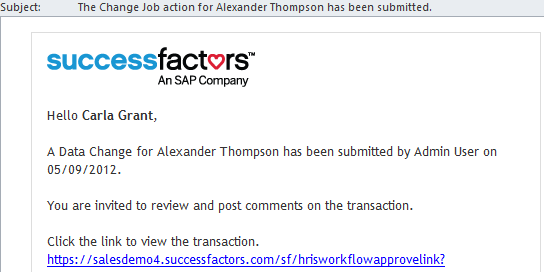 Subject: The Change Job action for Alexander Thompson has been submitted.
successfactors™
An SAP Company
Hello Carla Grant,
A Data Change for Alexander Thompson has been submitted by Admin User on
05/09/2012.
You are invited to review and post comments on the transaction.
Click the link to view the transaction.
https://salesdemo4.successfactors.com/sf/hrisworkflowapprovelink?